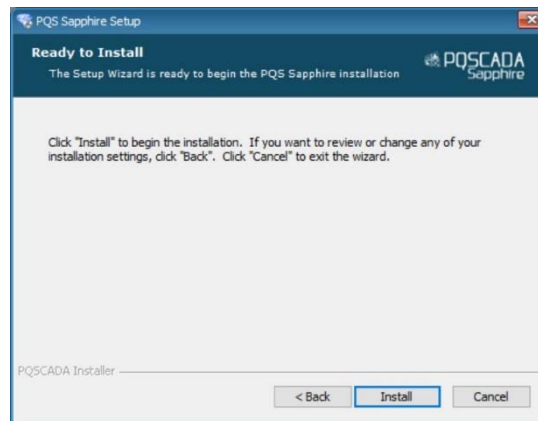 PQS Sapphire Setup
Ready to Install
The Setup Wizard is ready to begin the PQS Sapphire installation
PQSCADA
Sapphire
Click "Install" to begin the installation. If you want to review or change any of your
installation settings, click "Back". Click "Cancel" to exit the wizard.
PQSCADA Installer
< Back Install Cancel